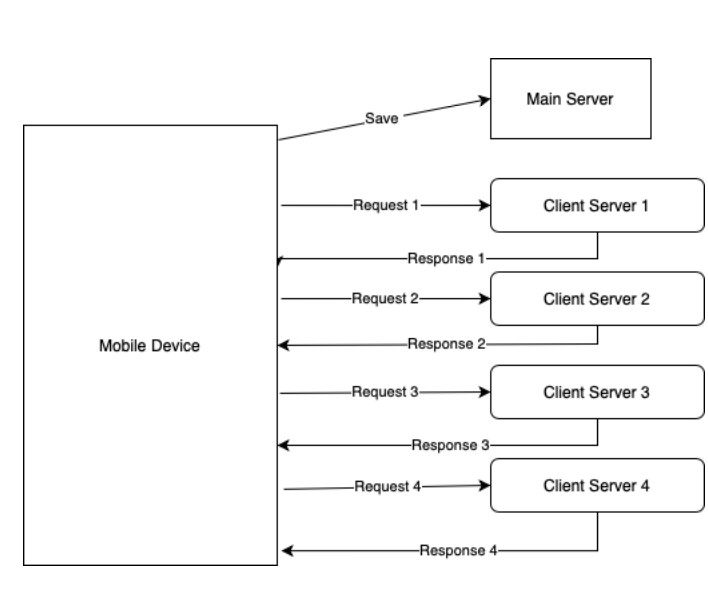 Main Server
Save
Request 1
Client Server 1
Response 1
Request 2
Client Server 2
Mobile Device
Response 2
Request 3
Client Server 3
Response 3
Request 4
Client Server 4
Response 4